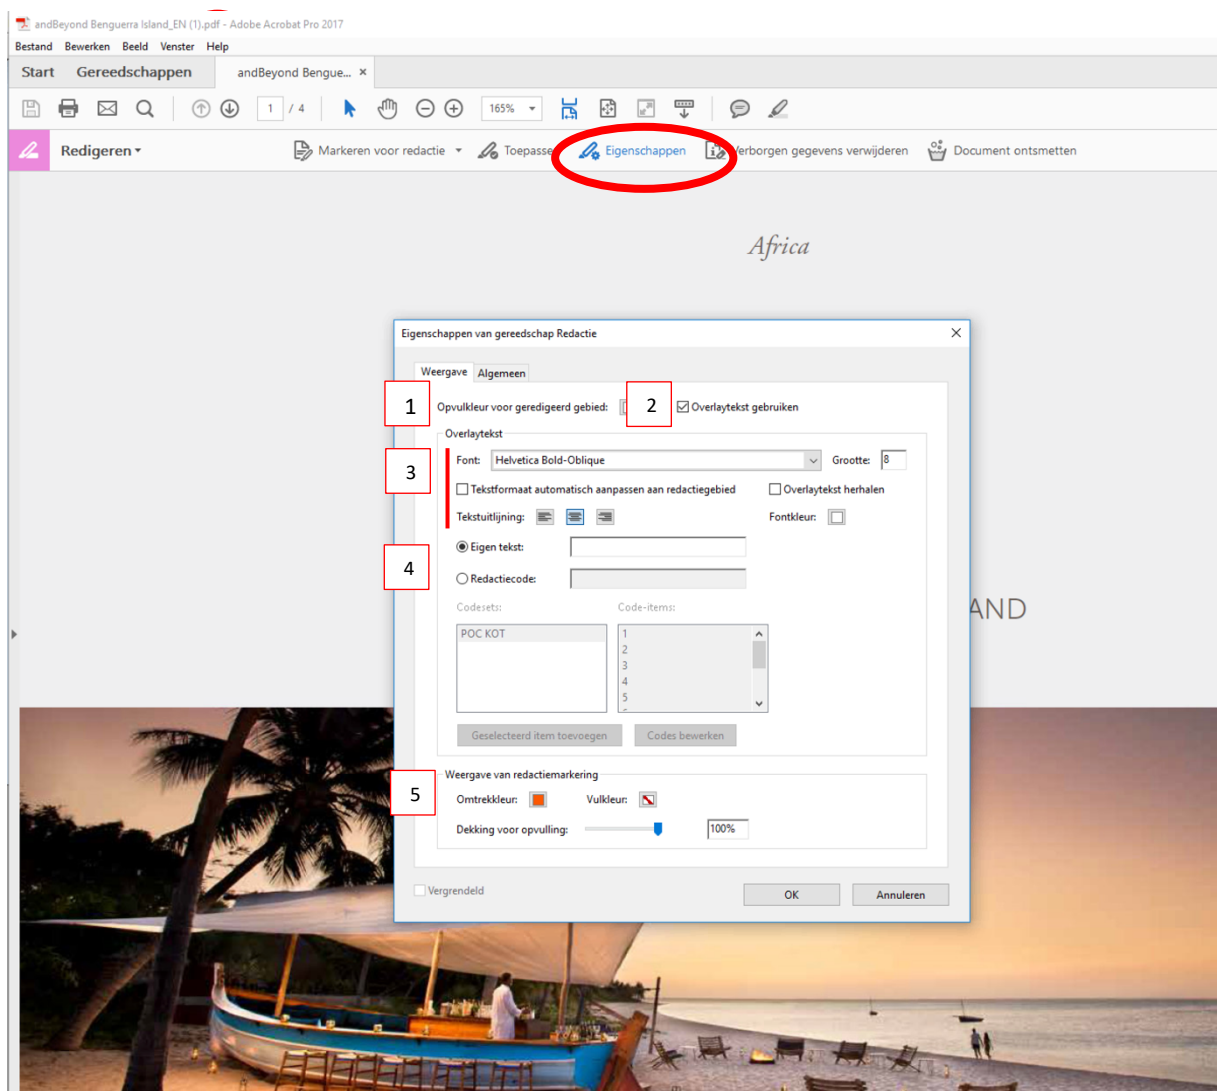 andBeyond Benguerra Island_EN (1).pdf - Adobe Acrobat Pro 2017
Bestand Bewerken Beeld Venster Help
Start Gereedschappen andBeyond Bengue... ×
1 / 4 165%
Redigeren Markeren voor redactie Toepasse Eigenschappen Verborgen gegevens verwijderen Document ontsmetten
Africa
Eigenschappen van gereedschap Redactie
Weergave Algemeen
1 Opvulkleur voor geredigeerd gebied: 2 Overlaytekst gebruiken
Overlaytekst
3 Font: Helvetica Bold-Oblique Grootte: 8
Tekstformaat automatisch aanpassen aan redactiegebied Overlaytekst herhalen
Tekstuitlijning: Fontkleur:
Eigen tekst:
4 Redactiecode:
Codesets: Code-items:
AND
POC KOT 1
2
3
4
5
Geselecteerd item toevoegen Codes bewerken
Weergave van redactiemarkering
5 Omtrekkleur: Vulkleur:
Dekking voor opvulling: 100%
Vergrendeld OK Annuleren